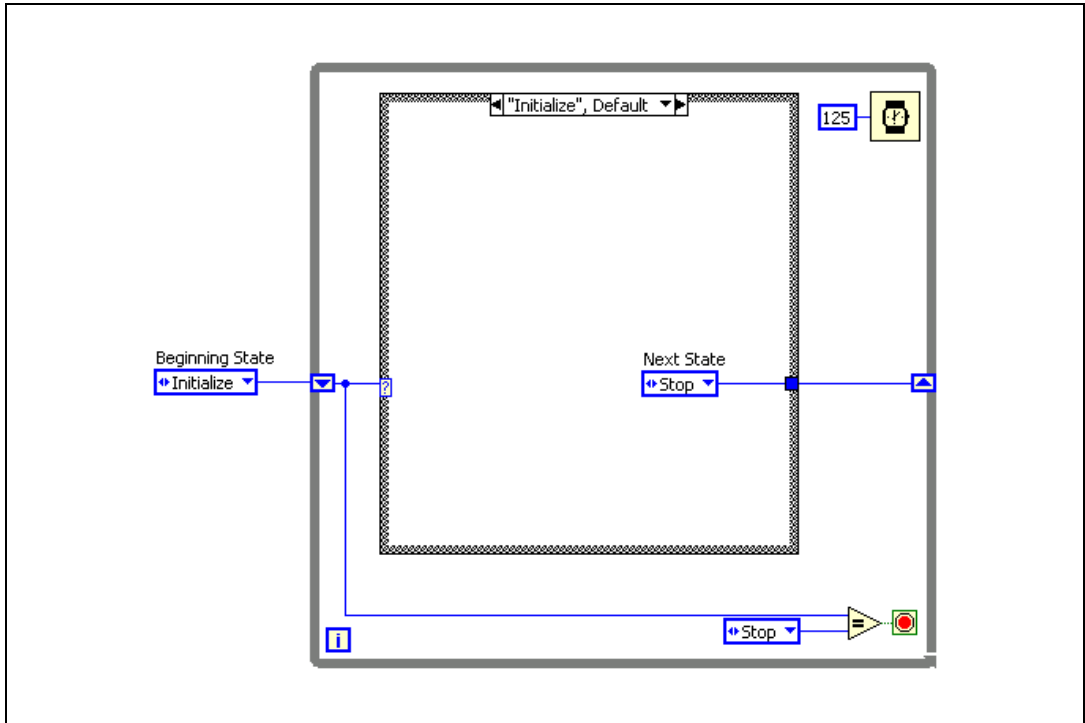 "Initialize", Default
125
Beginning State
Initialize
?
Next State
Stop
i
Stop
=